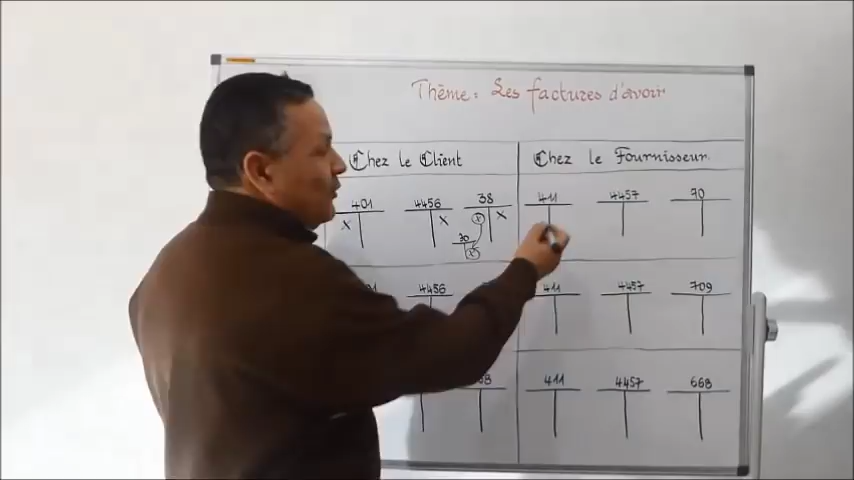 Thème : Les factures d'avoir
Chez le Client
Chez le Fournisseur
401 4456 38
x x x x
30
x
411 4457 70
4456
411 4457 709
68
411 4457 668